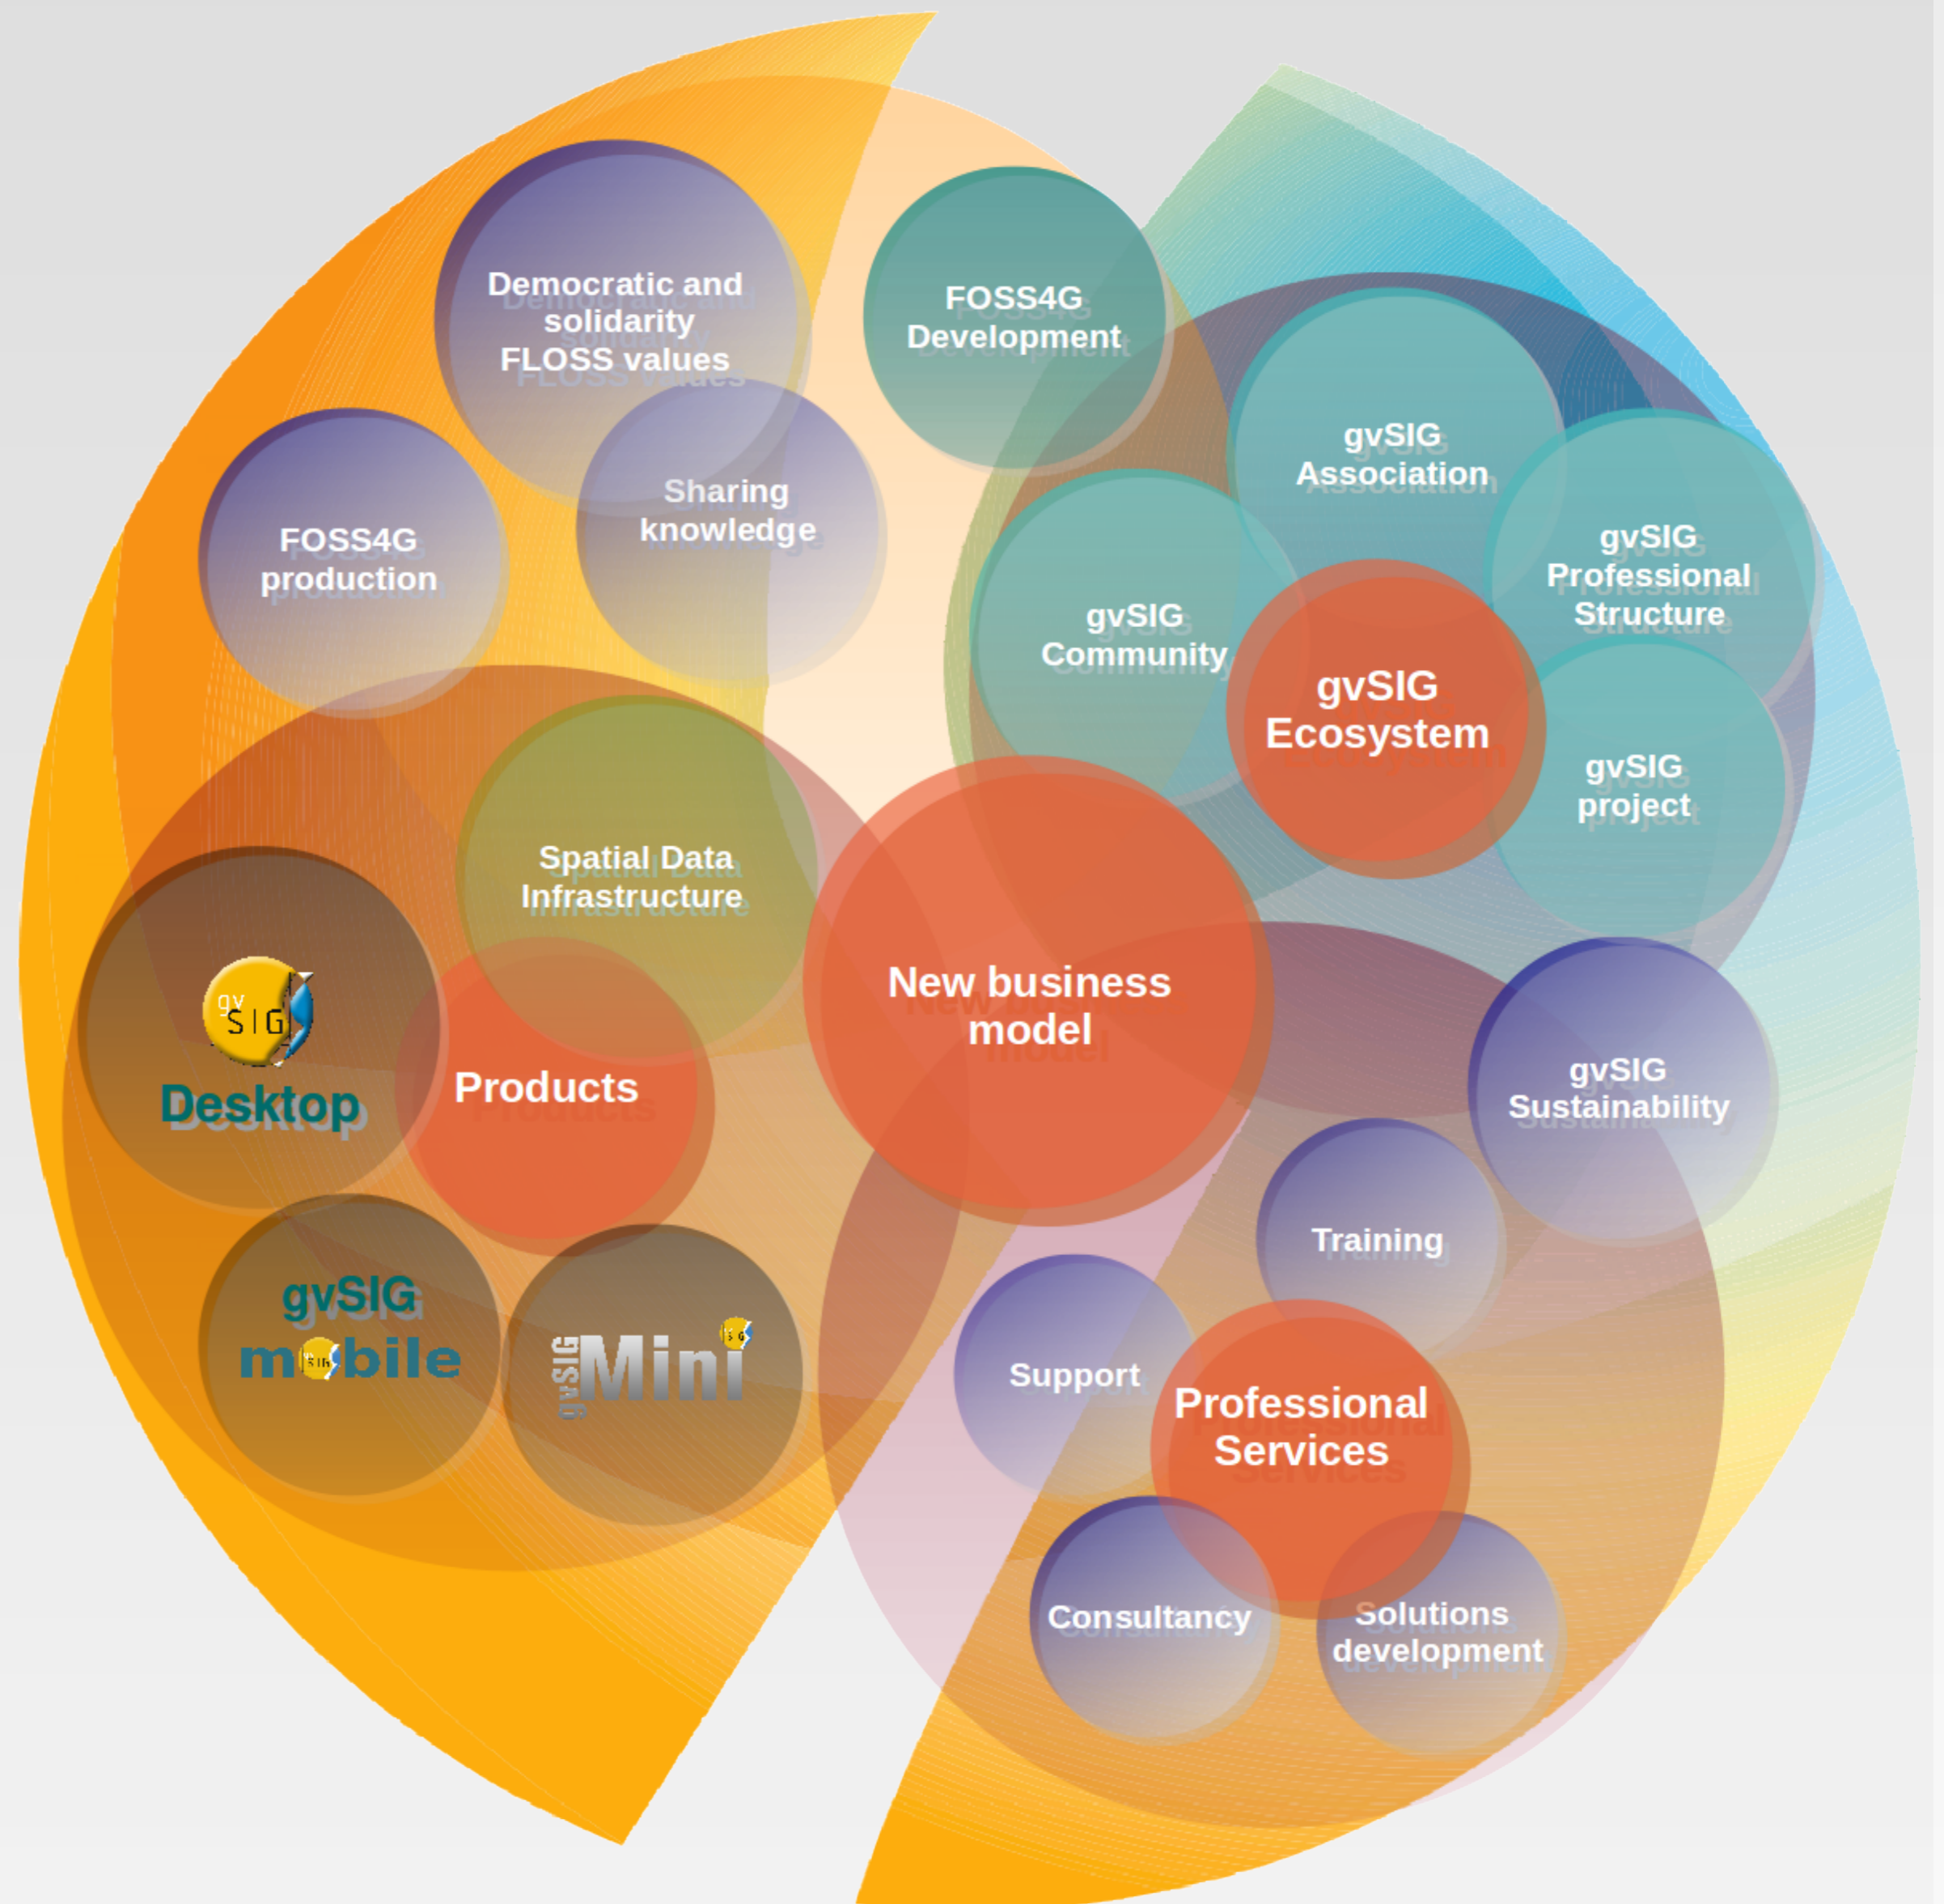 Democratic and
solidarity
FLOSS values
FOSS4G
Development
gvSIG
Association
Sharing
knowledge
FOSS4G
production
gvSIG
Professional
Structure
gvSIG
Community
gvSIG
Ecosystem
gvSIG
project
Spatial Data
Infrastructure
New business
model
gv
SIG
Desktop
Products
gvSIG
Sustainability
Training
gvSIG
mobile
gvSIG
Mini
Support
Professional
Services
Consultancy
Solutions
development